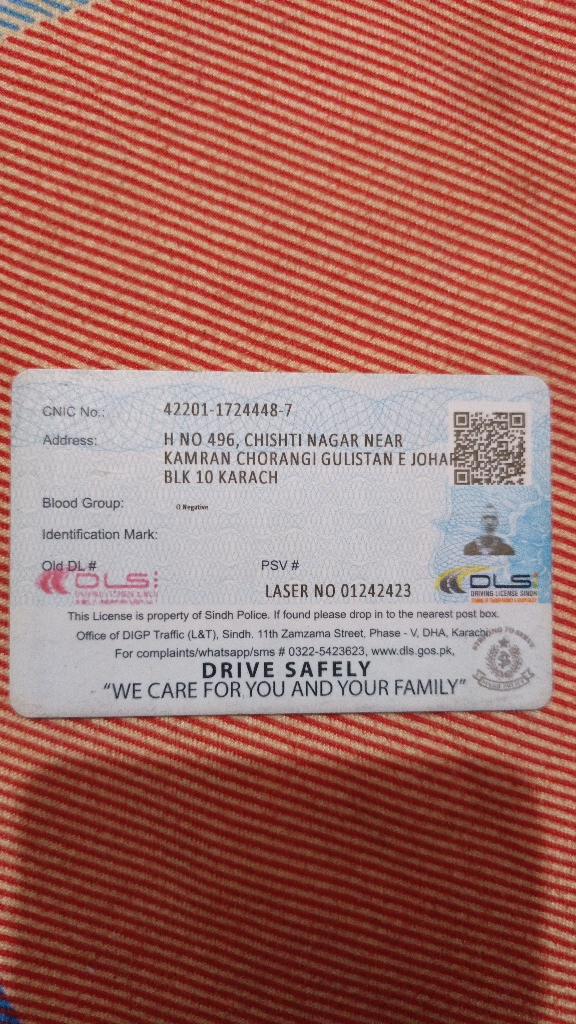 CNIC No.: 42201-1724448-7
Address: H NO 496, CHISHTI NAGAR NEAR
KAMRAN CHORANGI GULISTAN E JOHAR
BLK 10 KARACH
Blood Group: O Negative
Identification Mark:
Old DL # PSV #
DLS
LASER NO 01242423
DLS
DRIVING LICENSE SINDH
This License is property of Sindh Police. If found please drop in to the nearest post box.
Office of DIGP Traffic (L&T), Sindh. 11th Zamzama Street, Phase - V, DHA, Karachi
For complaints/whatsapp/sms # 0322-5423623, www.dls.gos.pk,
DRIVE SAFELY
"WE CARE FOR YOU AND YOUR FAMILY"